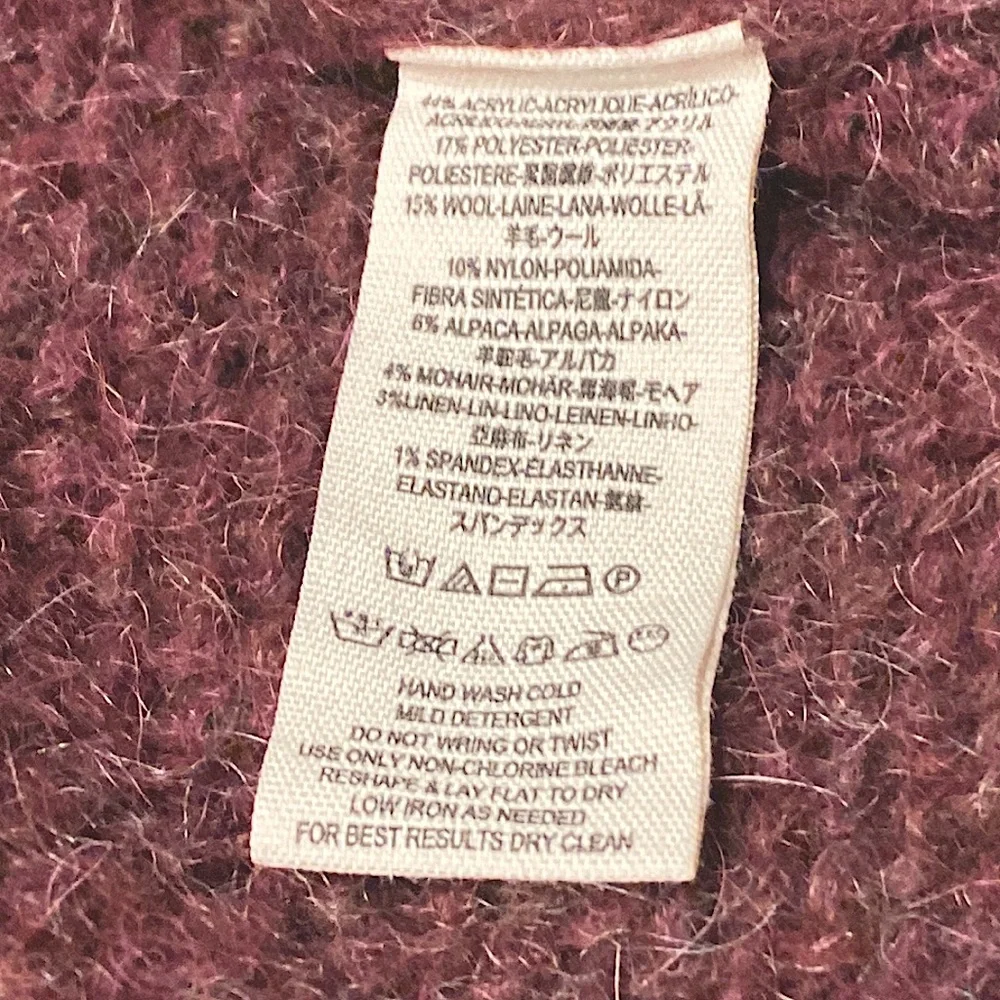 44% ACRYLIC-ACRYLIQUE-ACRÍLICO-
アクリル
17% POLYESTER-POLIESTER-
POLIESTERE-聚酯纖維-ポリエステル
15% WOOL-LAINE-LANA-WOLLE-LÃ-
羊毛-ウール
10% NYLON-POLIAMIDA-
FIBRA SINTÉTICA-尼龍-ナイロン
6% ALPACA-ALPAGA-ALPAKA-
羊駝毛-アルパカ
4% MOHAIR-MOHÄR-馬海毛-モヘア
3%LINEN-LIN-LINO-LEINEN-LINHO-
亞麻布-リネン
1% SPANDEX-ELASTHANNE-
ELASTANO-ELASTAN-
スパンデックス
P
HAND WASH COLD
MILD DETERGENT
DO NOT WRING OR TWIST
USE ONLY NON-CHLORINE BLEACH
RESHAPE & LAY FLAT TO DRY
LOW IRON AS NEEDED
FOR BEST RESULTS DRY CLEAN